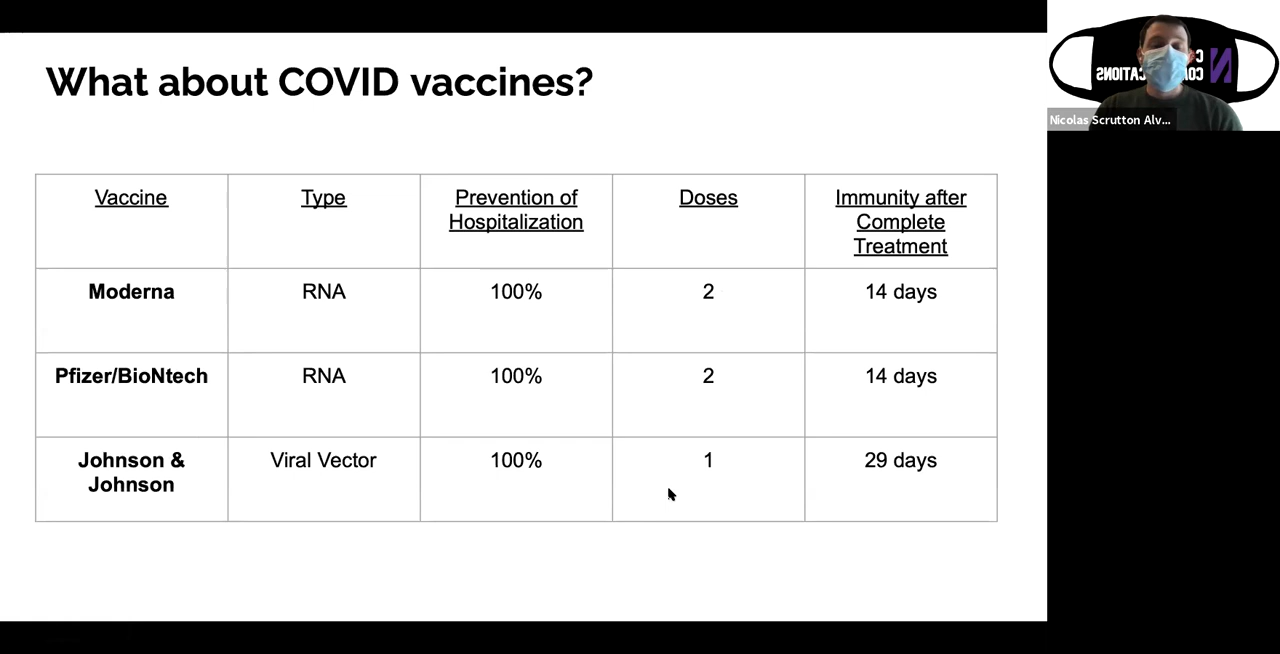 What about COVID vaccines?
Nicolas Scrutton Alv...
Vaccine
Type
Prevention of
Hospitalization
Doses
Immunity after
Complete
Treatment
Moderna
RNA
100%
2
14 days
Pfizer/BioNtech
RNA
100%
2
14 days
Johnson &
Johnson
Viral Vector
100%
1
29 days